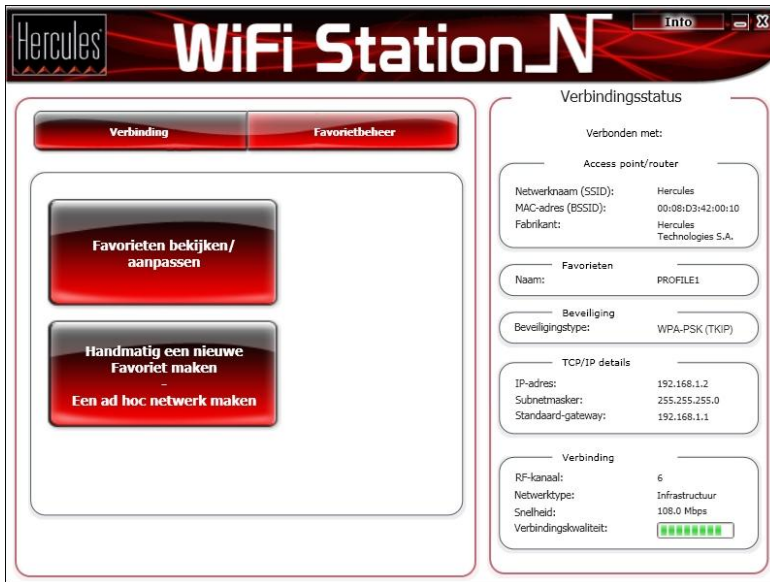 Hercules
WiFi Station_N
Info
Verbinding
Favorietbeheer
Favorieten bekijken/
aanpassen
Handmatig een nieuwe
Favoriet maken
–
Een ad hoc netwerk maken
Verbindingsstatus
Verbonden met:
Access point/router
Netwerknaam (SSID): Hercules
MAC-adres (BSSID): 00:08:D3:42:00:10
Fabrikant: Hercules
Technologies S.A.
Favorieten
Naam: PROFILE1
Beveiliging
Beveiligingstype: WPA-PSK (TKIP)
TCP/IP details
IP-adres: 192.168.1.2
Subnetmasker: 255.255.255.0
Standaard-gateway: 192.168.1.1
Verbinding
RF-kanaal: 6
Netwerktype: Infrastructuur
Snelheid: 108.0 Mbps
Verbindingskwaliteit: